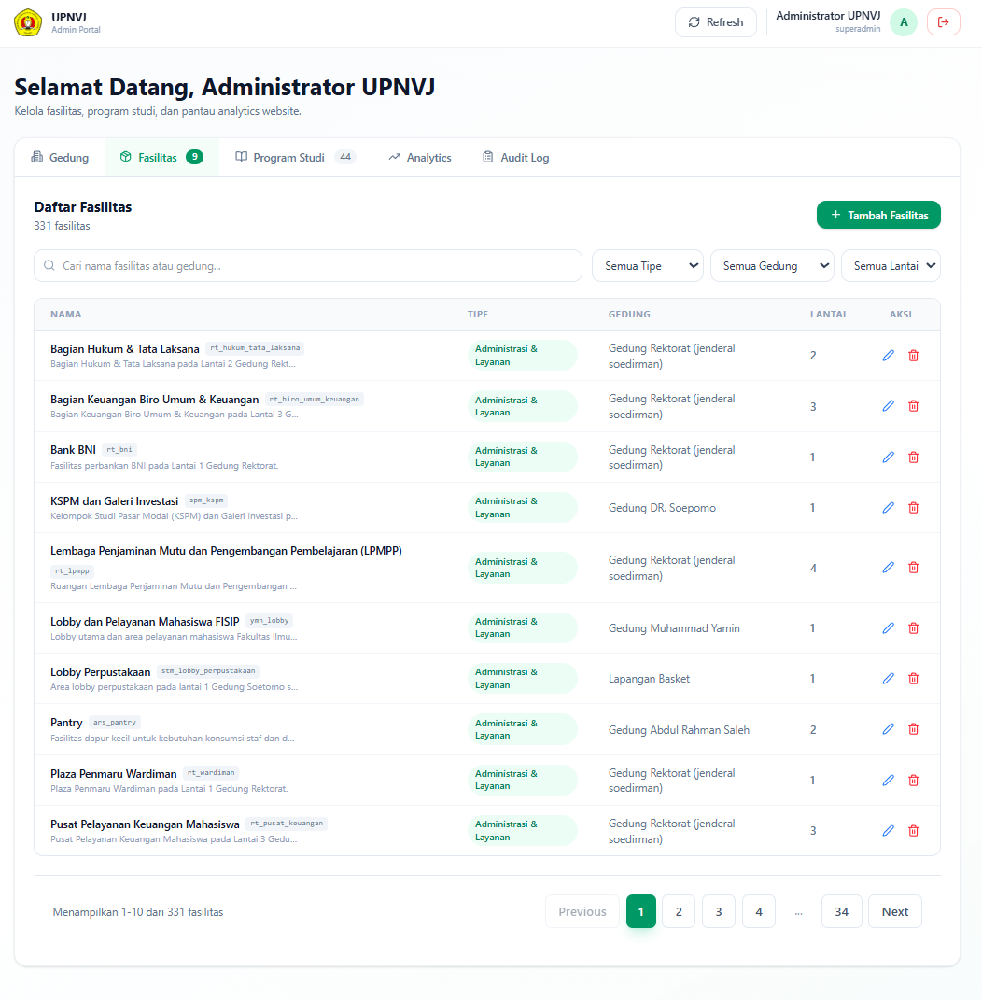 UPNVJ
Admin Portal
Refresh
Administrator UPNVJ
superadmin
A
Selamat Datang, Administrator UPNVJ
Kelola fasilitas, program studi, dan pantau analytics website.
Gedung
Fasilitas 9
Program Studi 44
Analytics
Audit Log
Daftar Fasilitas
331 fasilitas
+ Tambah Fasilitas
Cari nama fasilitas atau gedung...
Semua Tipe
Semua Gedung
Semua Lantai
NAMA TIPE GEDUNG LANTAI AKSI
Bagian Hukum & Tata Laksana rt_hukum_tata_laksana
Bagian Hukum & Tata Laksana pada Lantai 2 Gedung Rekt...
Administrasi &
Layanan
Gedung Rektorat (jenderal
soedirman)
2
Bagian Keuangan Biro Umum & Keuangan rt_biro_umum_keuangan
Bagian Keuangan Biro Umum & Keuangan pada Lantai 3 G...
Administrasi &
Layanan
Gedung Rektorat (jenderal
soedirman)
3
Bank BNI rt_bni
Fasilitas perbankan BNI pada Lantai 1 Gedung Rektorat.
Administrasi &
Layanan
Gedung Rektorat (jenderal
soedirman)
1
KSPM dan Galeri Investasi spm_kspm
Kelompok Studi Pasar Modal (KSPM) dan Galeri Investasi p...
Administrasi &
Layanan
Gedung DR. Soepomo
1
Lembaga Penjaminan Mutu dan Pengembangan Pembelajaran (LPMPP)
rt_lpmpp
Ruangan Lembaga Penjaminan Mutu dan Pengembangan ...
Administrasi &
Layanan
Gedung Rektorat (jenderal
soedirman)
4
Lobby dan Pelayanan Mahasiswa FISIP ymn_lobby
Lobby utama dan area pelayanan mahasiswa Fakultas Ilmu...
Administrasi &
Layanan
Gedung Muhammad Yamin
1
Lobby Perpustakaan stm_lobby_perpustakaan
Area lobby perpustakaan pada lantai 1 Gedung Soetomo s...
Administrasi &
Layanan
Lapangan Basket
1
Pantry ars_pantry
Fasilitas dapur kecil untuk kebutuhan konsumsi staf dan d...
Administrasi &
Layanan
Gedung Abdul Rahman Saleh
2
Plaza Penmaru Wardiman rt_wardiman
Plaza Penmaru Wardiman pada Lantai 1 Gedung Rektorat.
Administrasi &
Layanan
Gedung Rektorat (jenderal
soedirman)
1
Pusat Pelayanan Keuangan Mahasiswa rt_pusat_keuangan
Pusat Pelayanan Keuangan Mahasiswa pada Lantai 3 Gedu...
Administrasi &
Layanan
Gedung Rektorat (jenderal
soedirman)
3
Menampilkan 1-10 dari 331 fasilitas
Previous 1 2 3 4 ... 34 Next